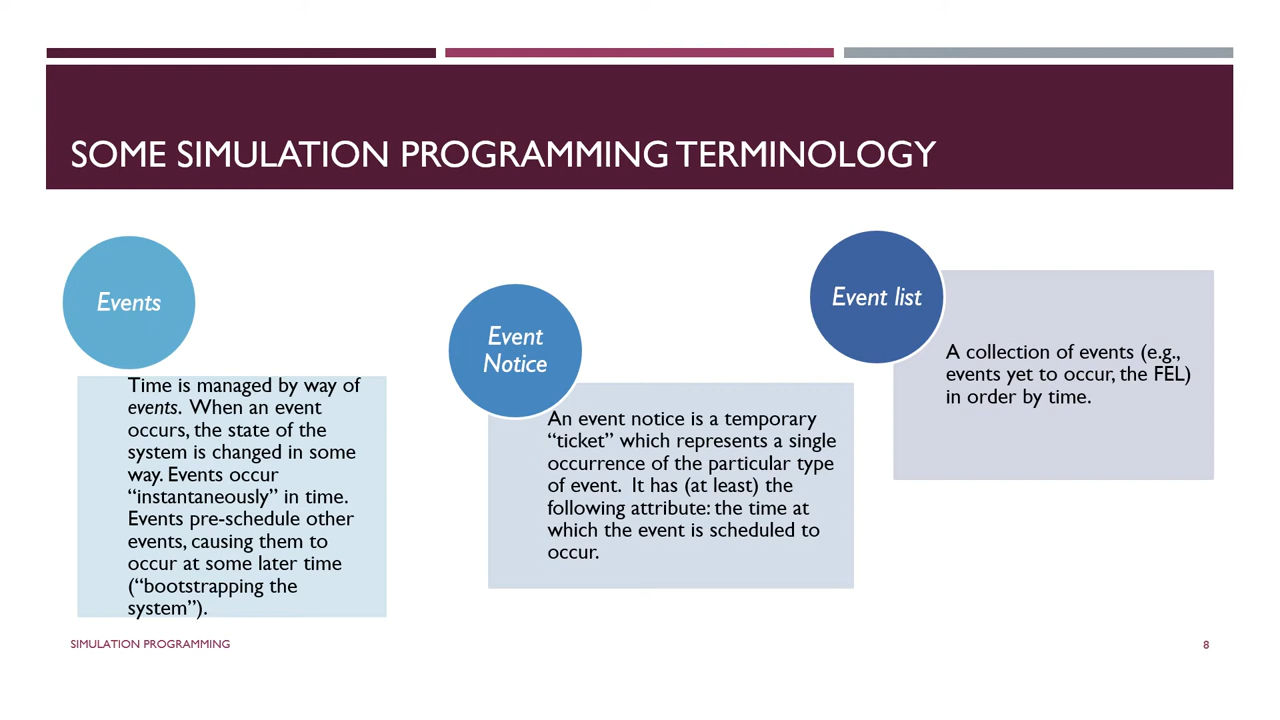 SOME SIMULATION PROGRAMMING TERMINOLOGY
Events
Time is managed by way of
events. When an event
occurs, the state of the
system is changed in some
way. Events occur
“instantaneously” in time.
Events pre-schedule other
events, causing them to
occur at some later time
(“bootstrapping the
system”).
Event
Notice
An event notice is a temporary
“ticket” which represents a single
occurrence of the particular type
of event. It has (at least) the
following attribute: the time at
which the event is scheduled to
occur.
Event list
A collection of events (e.g.,
events yet to occur, the FEL)
in order by time.
SIMULATION PROGRAMMING
8